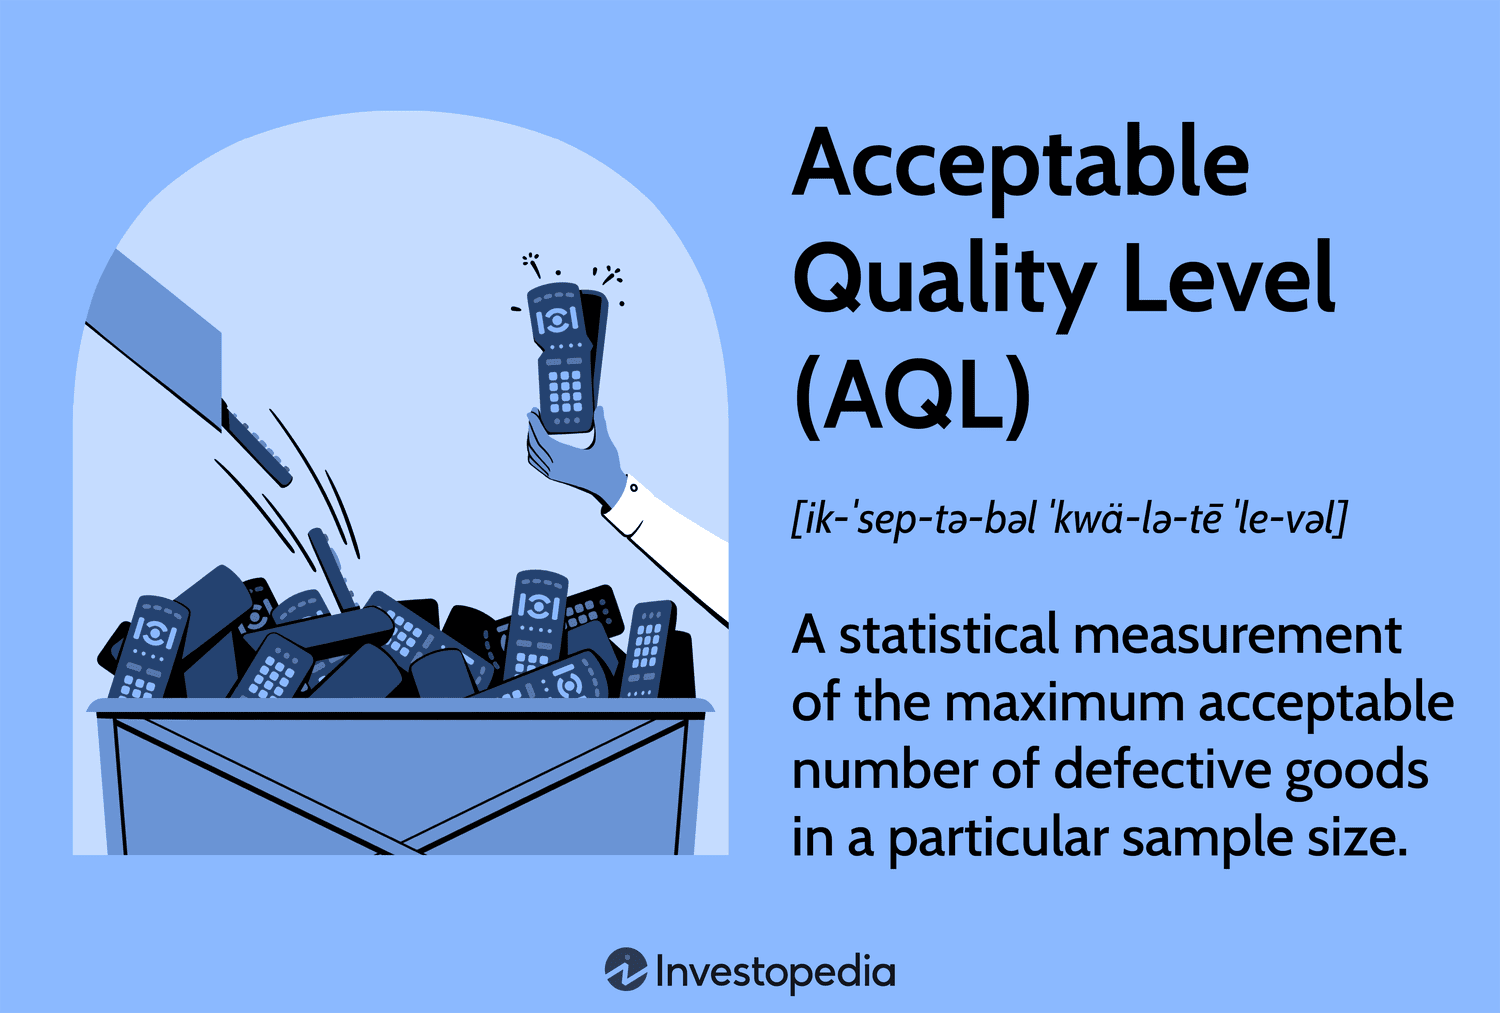 Acceptable
Quality Level
(AQL)
[ik-ˈsep-tə-bəl ˈkwä-lə-tē ˈle-vəl]
A statistical measurement
of the maximum acceptable
number of defective goods
in a particular sample size.
Investopedia